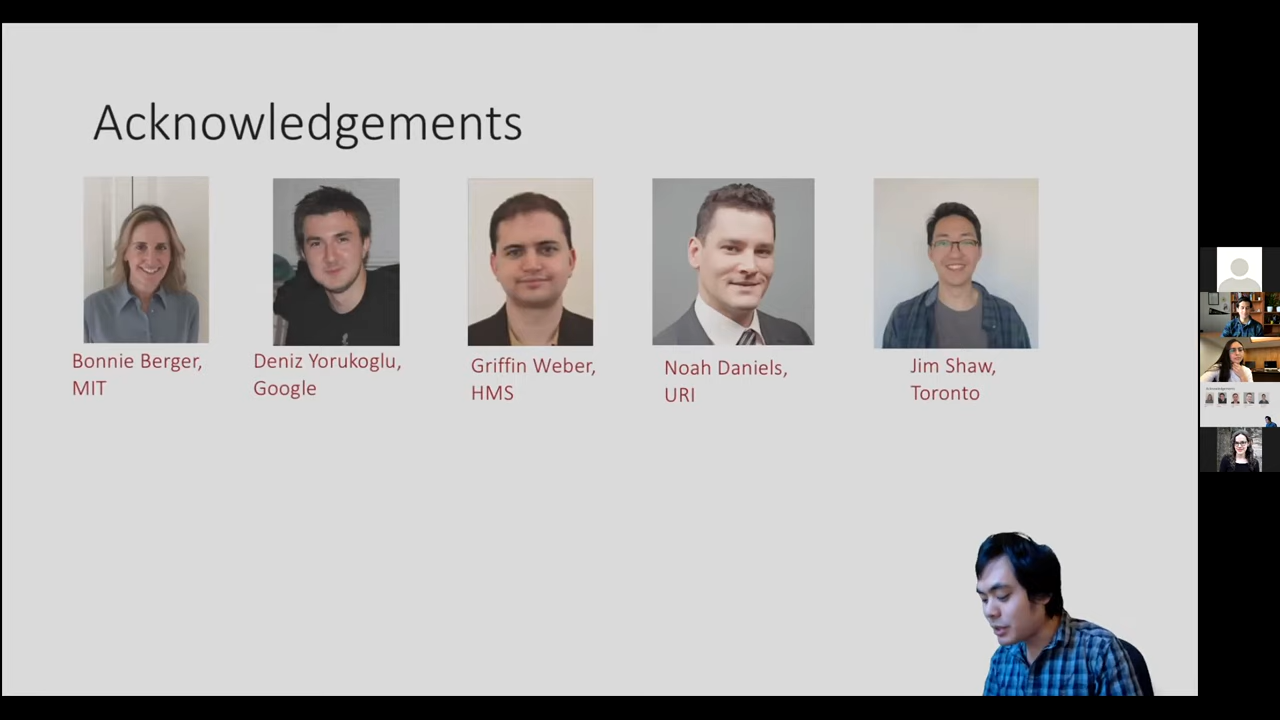 Acknowledgements
Bonnie Berger,
MIT
Deniz Yorukoglu,
Google
Griffin Weber,
HMS
Noah Daniels,
URI
Jim Shaw,
Toronto